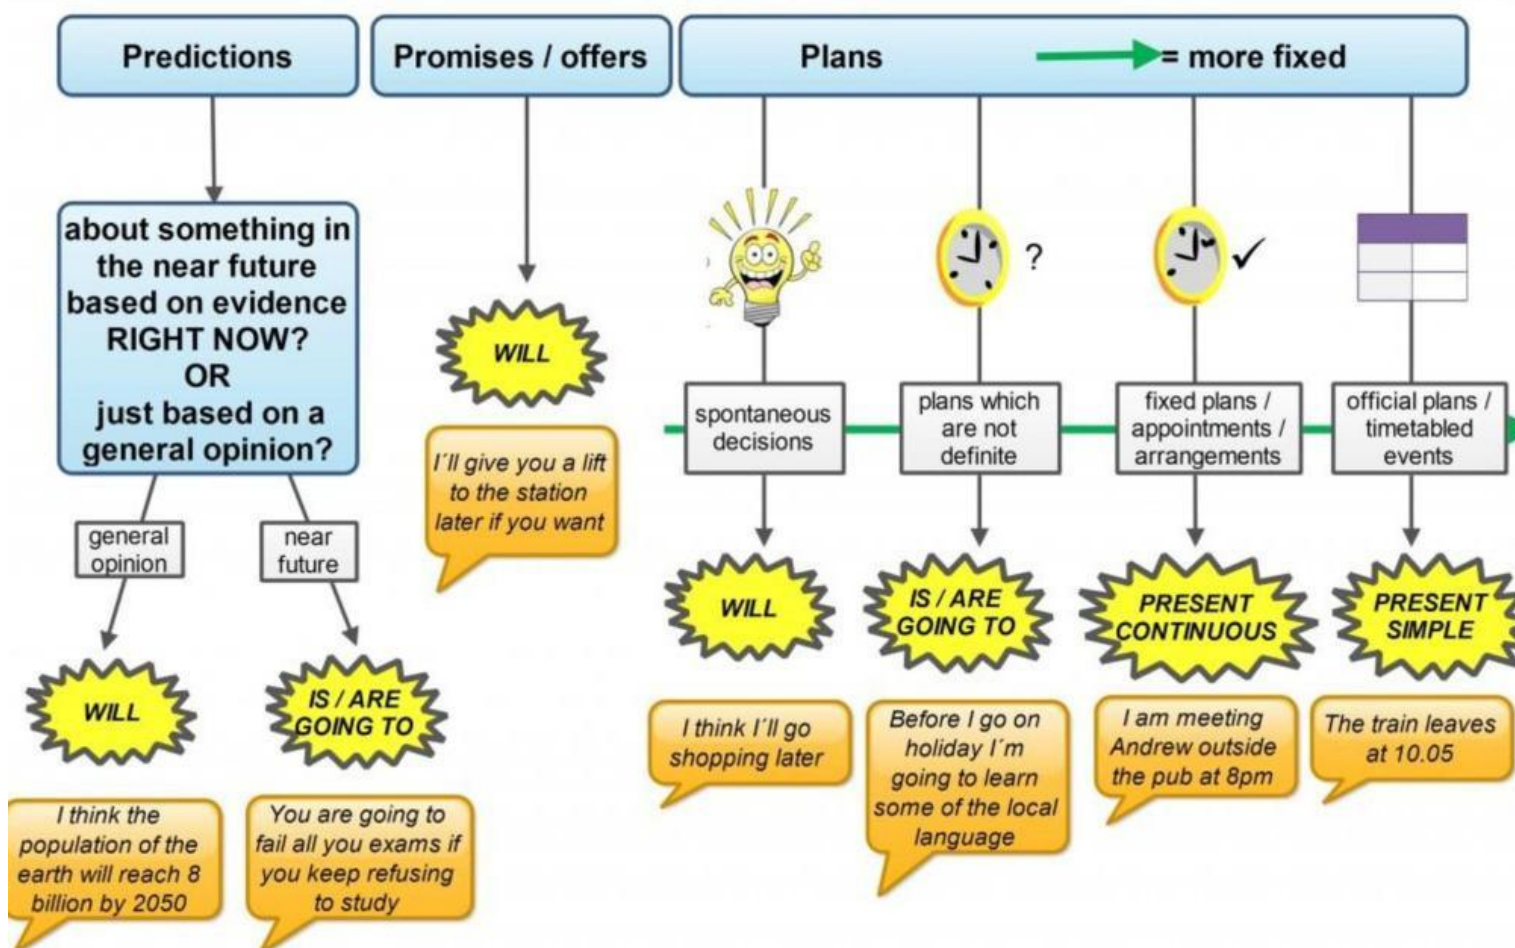 Predictions
Promises / offers
Plans
= more fixed
about something in
the near future
based on evidence
RIGHT NOW?
OR
just based on a
general opinion?
general
opinion
near
future
WILL
IS / ARE
GOING TO
I think the
population of the
earth will reach 8
billion by 2050
You are going to
fail all you exams if
you keep refusing
to study
WILL
I´ll give you a lift
to the station
later if you want
?
spontaneous
decisions
plans which
are not
definite
fixed plans /
appointments /
arrangements
official plans /
timetabled
events
WILL
IS / ARE
GOING TO
PRESENT
CONTINUOUS
PRESENT
SIMPLE
I think I´ll go
shopping later
Before I go on
holiday I´m
going to learn
some of the local
language
I am meeting
Andrew outside
the pub at 8pm
The train leaves
at 10.05